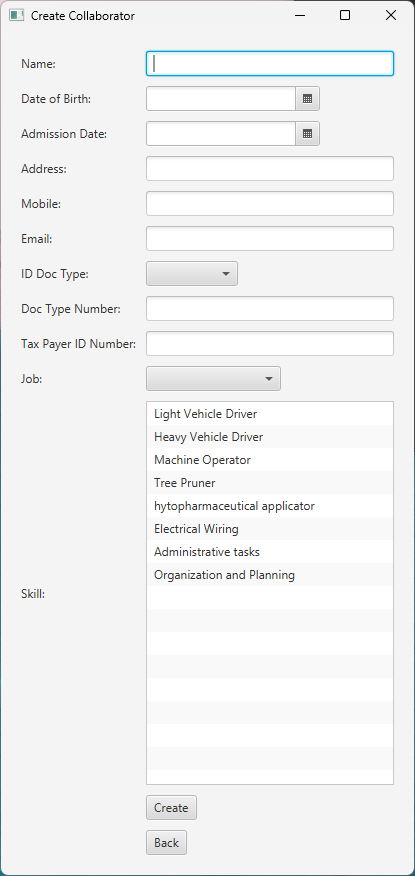 Create Collaborator
Name:
Date of Birth:
Admission Date:
Address:
Mobile:
Email:
ID Doc Type:
Doc Type Number:
Tax Payer ID Number:
Job:
Light Vehicle Driver
Heavy Vehicle Driver
Machine Operator
Tree Pruner
hytopharmaceutical applicator
Electrical Wiring
Administrative tasks
Organization and Planning
Skill:
Create
Back